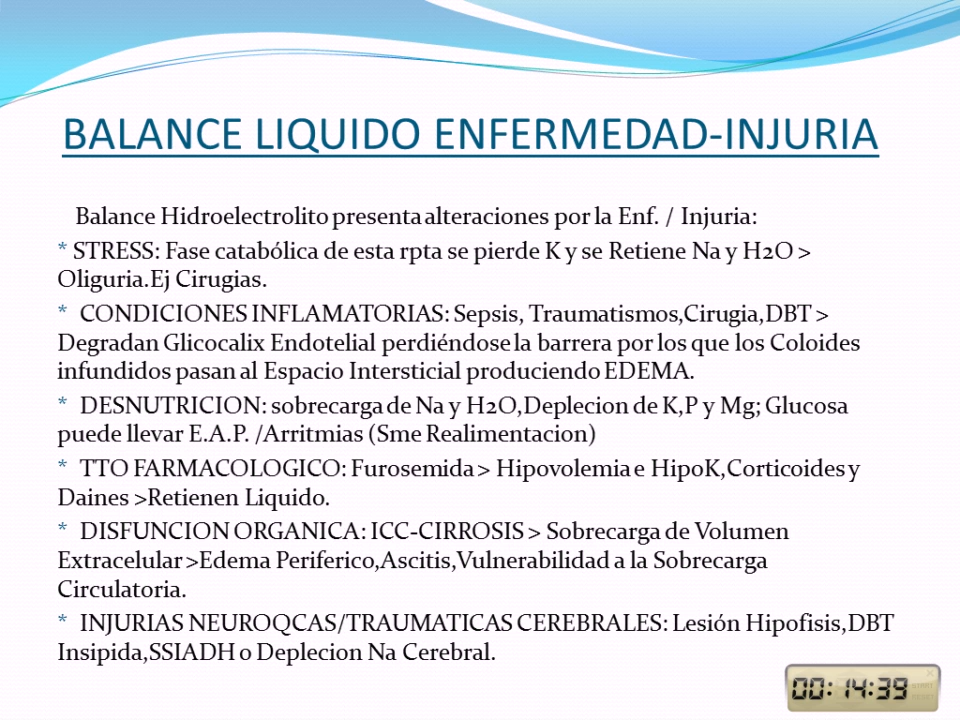 BALANCE LIQUIDO ENFERMEDAD-INJURIA
Balance Hidroelectrolito presenta alteraciones por la Enf. / Injuria:
* STRESS: Fase catabólica de esta rpta se pierde K y se Retiene Na y H2O >
Oliguria.Ej Cirugias.
* CONDICIONES INFLAMATORIAS: Sepsis, Traumatismos,Cirugia,DBT >
Degradan Glicocalix Endotelial perdiéndose la barrera por los que los Coloides
infundidos pasan al Espacio Intersticial produciendo EDEMA.
* DESNUTRICION: sobrecarga de Na y H2O,Deplecion de K,P y Mg; Glucosa
puede llevar E.A.P. /Arritmias (Sme Realimentacion)
* TTO FARMACOLOGICO: Furosemida > Hipovolemia e HipoK,Corticoides y
Daines >Retienen Liquido.
* DISFUNCION ORGANICA: ICC-CIRROSIS > Sobrecarga de Volumen
Extracelular >Edema Periferico,Ascitis,Vulnerabilidad a la Sobrecarga
Circulatoria.
* INJURIAS NEUROQCAS/TRAUMATICAS CEREBRALES: Lesión Hipofisis,DBT
Insipida,SSIADH o Deplecion Na Cerebral.
00:14:39
START